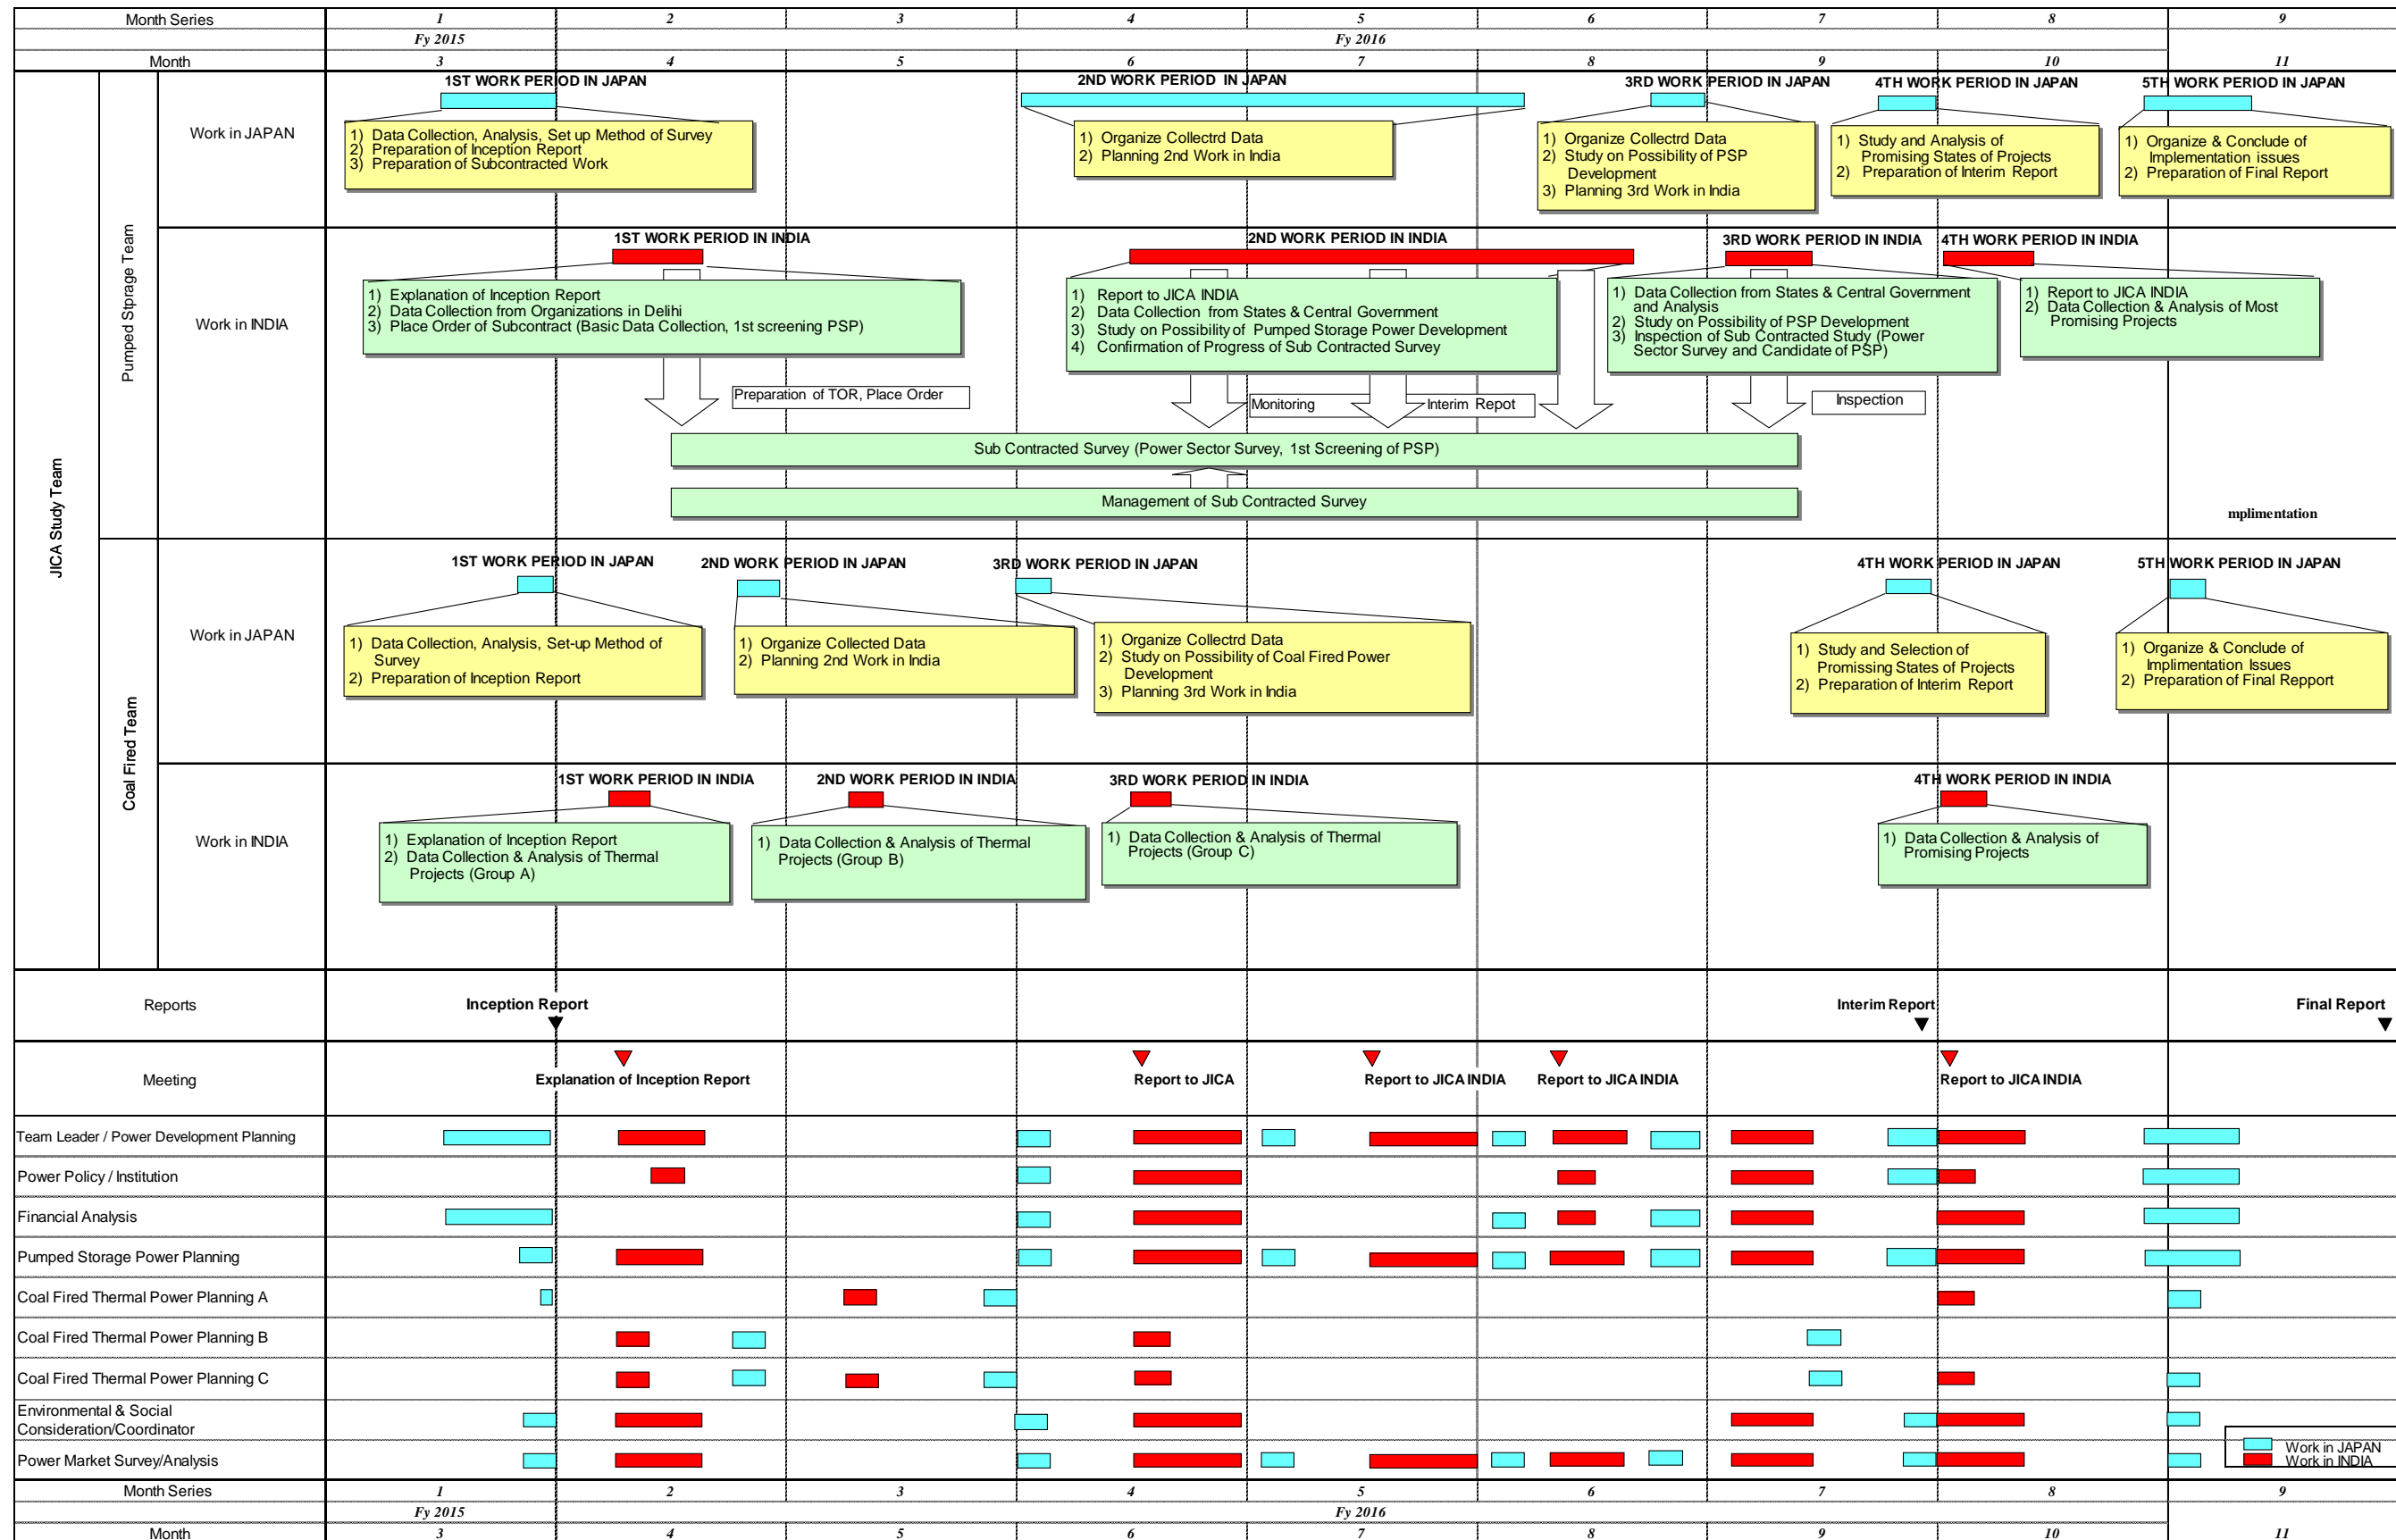 Month Series 1 2 3 4 5 6 7 8 9
Fy 2015 Fy 2016
Month 3 4 5 6 7 8 9 10 11
JICA Study Team
Pumped Stprage Team
Work in JAPAN
1ST WORK PERIOD IN JAPAN
1) Data Collection, Analysis, Set up Method of Survey
2) Preparation of Inception Report
3) Preparation of Subcontracted Work
2ND WORK PERIOD IN JAPAN
1) Organize Collectrd Data
2) Planning 2nd Work in India
3RD WORK PERIOD IN JAPAN
1) Organize Collectrd Data
2) Study on Possibility of PSP
Development
3) Planning 3rd Work in India
4TH WORK PERIOD IN JAPAN
1) Study and Analysis of
Promising States of Projects
2) Preparation of Interim Report
5TH WORK PERIOD IN JAPAN
1) Organize & Conclude of
Implementation issues
2) Preparation of Final Report
Work in INDIA
1ST WORK PERIOD IN INDIA
1) Explanation of Inception Report
2) Data Collection from Organizations in Delihi
3) Place Order of Subcontract (Basic Data Collection, 1st screening PSP)
2ND WORK PERIOD IN INDIA
1) Report to JICA INDIA
2) Data Collection from States & Central Government
3) Study on Possibility of Pumped Storage Power Development
4) Confirmation of Progress of Sub Contracted Survey
3RD WORK PERIOD IN INDIA
1) Data Collection from States & Central Government
and Analysis
2) Study on Possibility of PSP Development
3) Inspection of Sub Contracted Study (Power
Sector Survey and Candidate of PSP)
4TH WORK PERIOD IN INDIA
1) Report to JICA INDIA
2) Data Collection & Analysis of Most
Promising Projects
Preparation of TOR, Place Order
Monitoring
Interim Repot
Inspection
Sub Contracted Survey (Power Sector Survey, 1st Screening of PSP)
Management of Sub Contracted Survey
mplimentation
Coal Fired Team
Work in JAPAN
1ST WORK PERIOD IN JAPAN
1) Data Collection, Analysis, Set-up Method of
Survey
2) Preparation of Inception Report
2ND WORK PERIOD IN JAPAN
1) Organize Collected Data
2) Planning 2nd Work in India
3RD WORK PERIOD IN JAPAN
1) Organize Collectrd Data
2) Study on Possibility of Coal Fired Power
Development
3) Planning 3rd Work in India
4TH WORK PERIOD IN JAPAN
1) Study and Selection of
Promissing States of Projects
2) Preparation of Interim Report
5TH WORK PERIOD IN JAPAN
1) Organize & Conclude of
Implimentation Issues
2) Preparation of Final Repport
Work in INDIA
1ST WORK PERIOD IN INDIA
1) Explanation of Inception Report
2) Data Collection & Analysis of Thermal
Projects (Group A)
2ND WORK PERIOD IN INDIA
1) Data Collection & Analysis of Thermal
Projects (Group B)
3RD WORK PERIOD IN INDIA
1) Data Collection & Analysis of Thermal
Projects (Group C)
4TH WORK PERIOD IN INDIA
1) Data Collection & Analysis of
Promising Projects
Reports
Inception Report
Interim Report
Final Report
Meeting
Explanation of Inception Report
Report to JICA
Report to JICA INDIA
Report to JICA INDIA
Report to JICA INDIA
Team Leader / Power Development Planning
Power Policy / Institution
Financial Analysis
Pumped Storage Power Planning
Coal Fired Thermal Power Planning A
Coal Fired Thermal Power Planning B
Coal Fired Thermal Power Planning C
Environmental & Social
Consideration/Coordinator
Power Market Survey/Analysis
Work in JAPAN
Work in INDIA
Month Series 1 2 3 4 5 6 7 8 9
Fy 2015 Fy 2016
Month 3 4 5 6 7 8 9 10 11